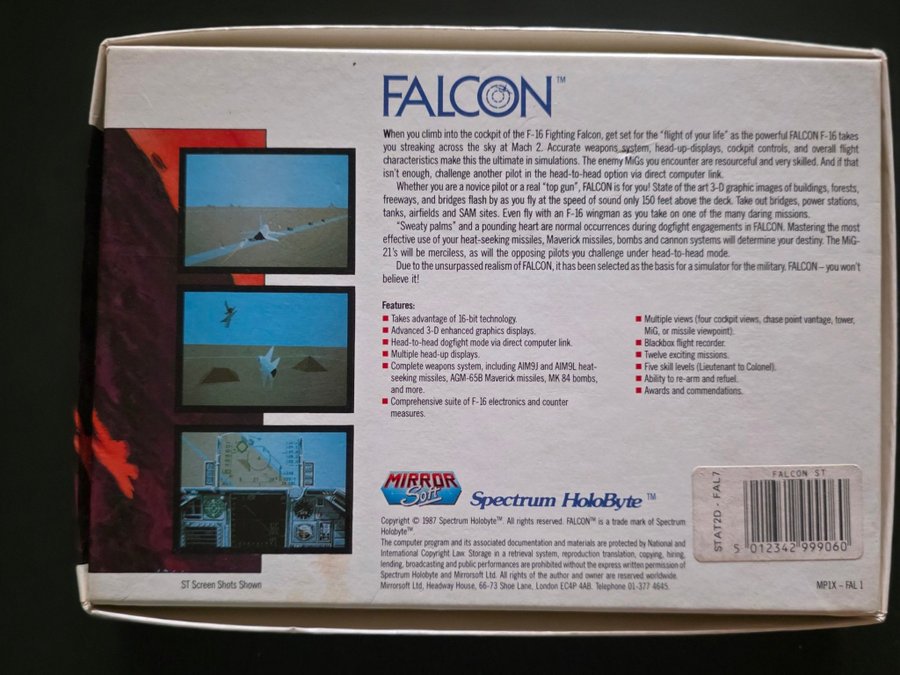 FALCON™
When you climb into the cockpit of the F-16 Fighting Falcon, get set for the "flight of your life" as the powerful FALCON F-16 takes
you streaking across the sky at Mach 2. Accurate weapons system, head-up-displays, cockpit controls, and overall flight
characteristics make this the ultimate in simulations. The enemy MiGs you encounter are resourceful and very skilled. And if that
isn't enough, challenge another pilot in the head-to-head option via direct computer link.
Whether you are a novice pilot or a real "top gun", FALCON is for you! State of the art 3-D graphic images of buildings, forests,
freeways, and bridges flash by as you fly at the speed of sound only 150 feet above the deck. Take out bridges, power stations,
tanks, airfields and SAM sites. Even fly with an F-16 wingman as you take on one of the many daring missions.
"Sweaty palms" and a pounding heart are normal occurrences during dogfight engagements in FALCON. Mastering the most
effective use of your heat-seeking missiles, Maverick missiles, bombs and cannon systems will determine your destiny. The MiG-
21's will be merciless, as will the opposing pilots you challenge under head-to-head mode.
Due to the unsurpassed realism of FALCON, it has been selected as the basis for a simulator for the military. FALCON – you won't
believe it!
Features:
■ Takes advantage of 16-bit technology.
■ Advanced 3-D enhanced graphics displays.
■ Head-to-head dogfight mode via direct computer link.
■ Multiple head-up displays.
■ Complete weapons system, including AIM9J and AIM9L heat-
seeking missiles, AGM-65B Maverick missiles, MK 84 bombs,
and more.
■ Comprehensive suite of F-16 electronics and counter
measures.
■ Multiple views (four cockpit views, chase point vantage, tower,
MiG, or missile viewpoint).
■ Blackbox flight recorder.
■ Twelve exciting missions.
■ Five skill levels (Lieutenant to Colonel).
■ Ability to re-arm and refuel.
■ Awards and commendations.
MIRROR
Soft
Spectrum HoloByte™
Copyright © 1987 Spectrum Holobyte™. All rights reserved. FALCON™ is a trade mark of Spectrum
Holobyte™.
The computer program and its associated documentation and materials are protected by National and
International Copyright Law. Storage in a retrieval system, reproduction translation, copying, hiring,
lending, broadcasting and public performances are prohibited without the express written permission of
Spectrum Holobyte and Mirrorsoft Ltd. All rights of the author and owner are reserved worldwide.
Mirrorsoft Ltd, Headway House, 66-73 Shoe Lane, London EC4P 4AB. Telephone 01-377 4645.
ST Screen Shots Shown
FALCON ST
STAT2D - FAL7
5 012342 999060
MP1X – FAL 1